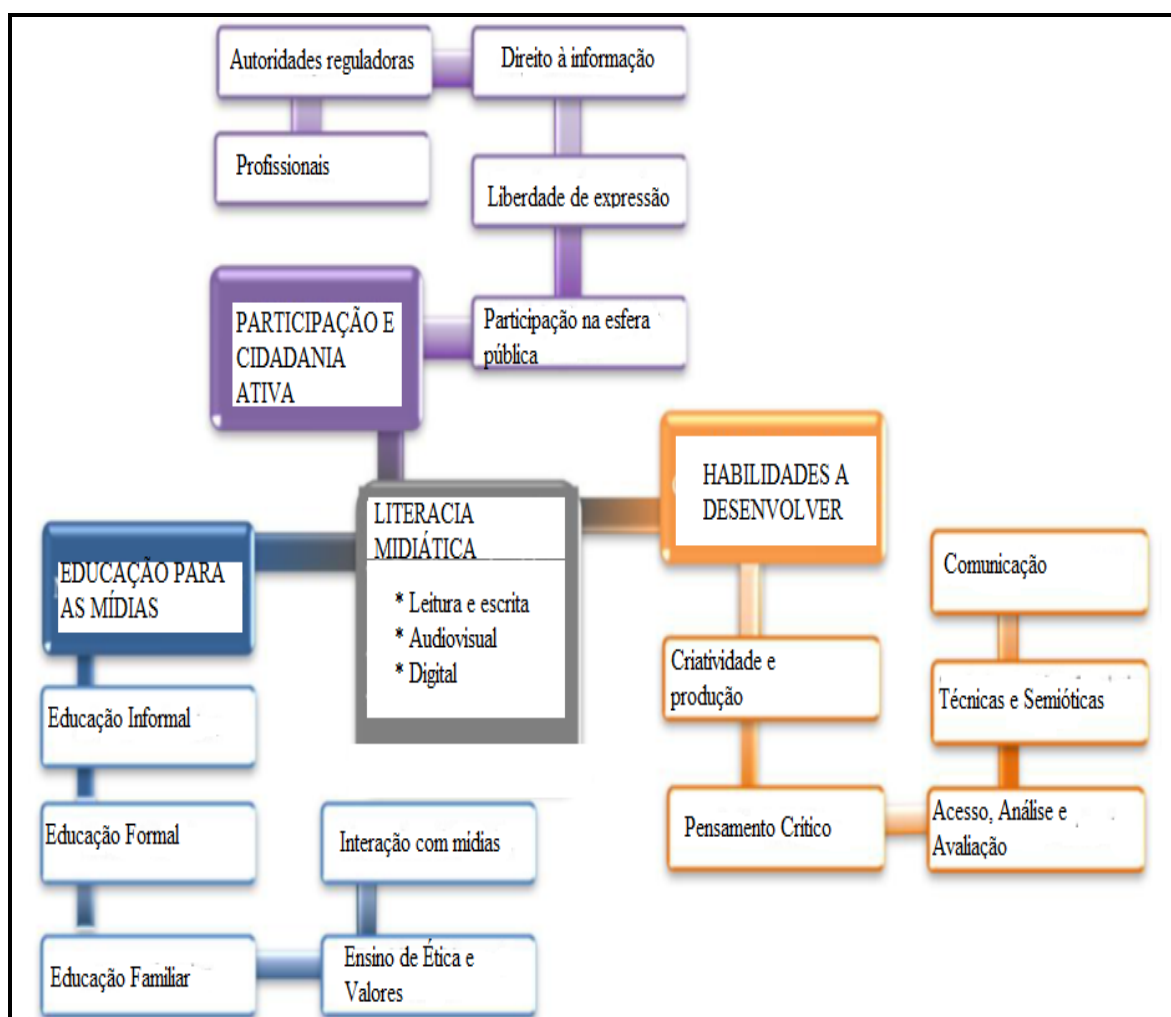 Autoridades reguladoras
Direito à informação
Profissionais
Liberdade de expressão
PARTICIPAÇÃO E
CIDADANIA
ATIVA
Participação na esfera
pública
HABILIDADES A
DESENVOLVER
LITERACIA
MIDIÁTICA
* Leitura e escrita
* Audiovisual
* Digital
EDUCAÇÃO PARA
AS MÍDIAS
Educação Informal
Educação Formal
Educação Familiar
Ensino de Ética e
Valores
Interação com mídias
Criatividade e
produção
Pensamento Crítico
Acesso, Análise e
Avaliação
Técnicas e Semióticas
Comunicação